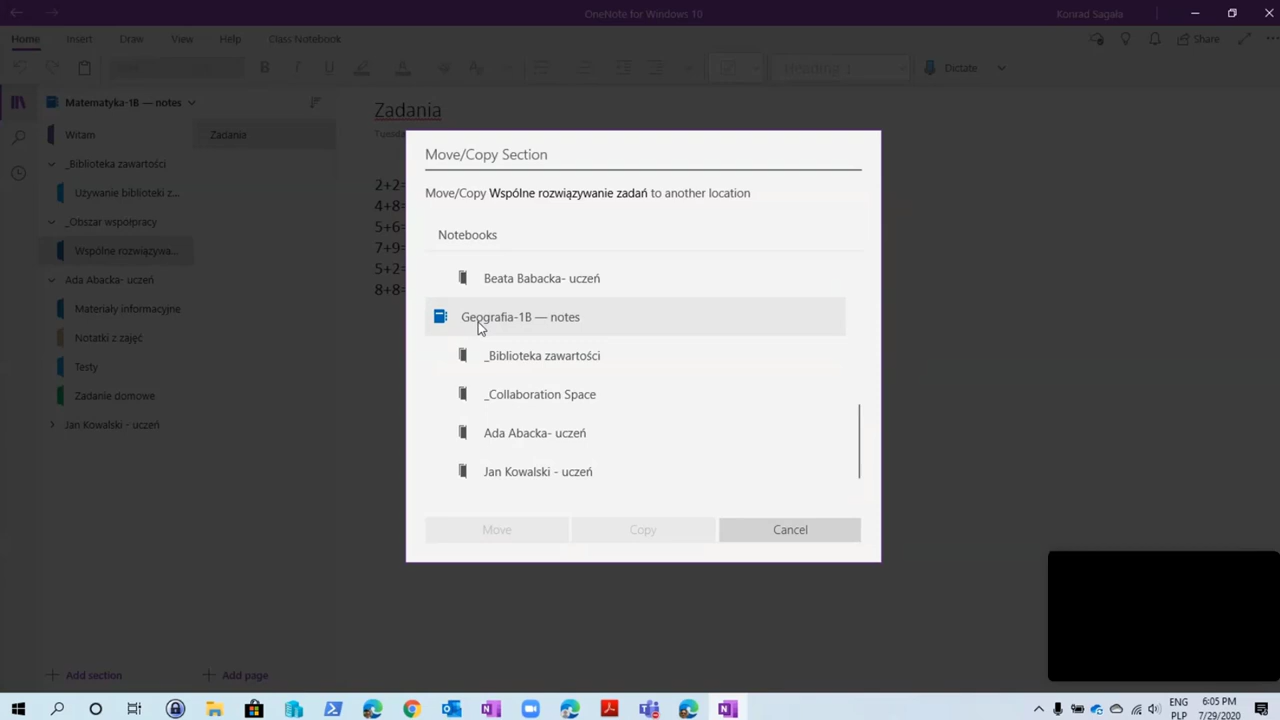 OneNote for Windows 10
Konrad Sagała
Home
Insert
Draw
View
Help
Class Notebook
Share
Heading 1
Dictate
Matematyka-1B — notes
Witam
Zadania
_Biblioteka zawartości
Używanie biblioteki z...
_Obszar współpracy
Wspólne rozwiązywa...
Ada Abacka- uczeń
Materiały informacyjne
Notatki z zajęć
Testy
Zadanie domowe
Jan Kowalski - uczeń
Add section
Add page
Zadania
Tuesda
2+2=
4+8=
5+6=
7+9=
5+2=
8+8=
Move/Copy Section
Move/Copy Wspólne rozwiązywanie zadań to another location
Notebooks
Beata Babacka- uczeń
Geografia-1B — notes
_Biblioteka zawartości
_Collaboration Space
Ada Abacka- uczeń
Jan Kowalski - uczeń
Move
Copy
Cancel
ENG
PLP
6:05 PM
7/29/2020